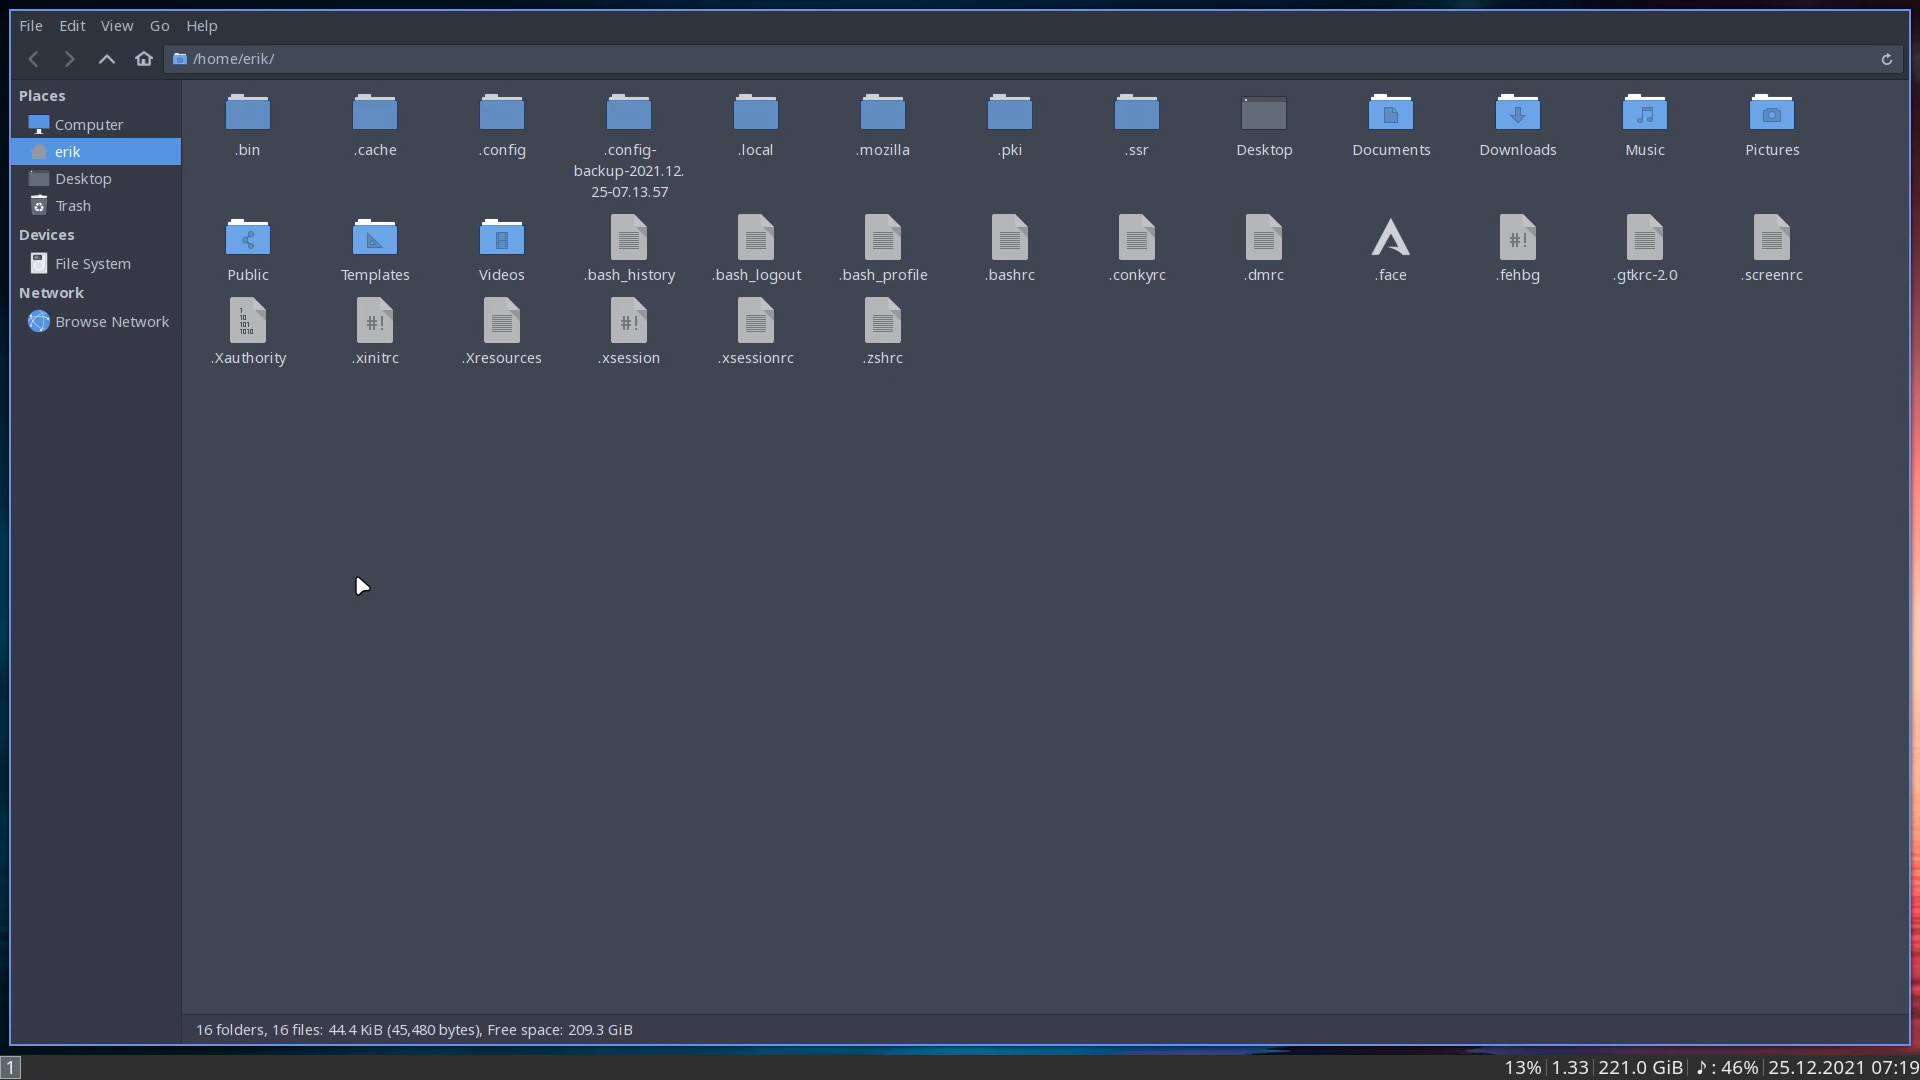 File Edit View Go Help
/home/erik/
Places
Computer
erik
Desktop
Trash
Devices
File System
Network
Browse Network
.bin .cache .config .config- .local .mozilla .pki .ssr Desktop Documents Downloads Music Pictures
backup-2021.12.
25-07.13.57
Public Templates Videos .bash_history .bash_logout .bash_profile .bashrc .conkyrc .dmrc .face .fehbg .gtkrc-2.0 .screenrc
.Xauthority .xinitrc .Xresources .xsession .xsessionrc .zshrc
16 folders, 16 files: 44.4 KiB (45,480 bytes), Free space: 209.3 GiB
1 13% 1.33 221.0 GiB ♪: 46% 25.12.2021 07:19